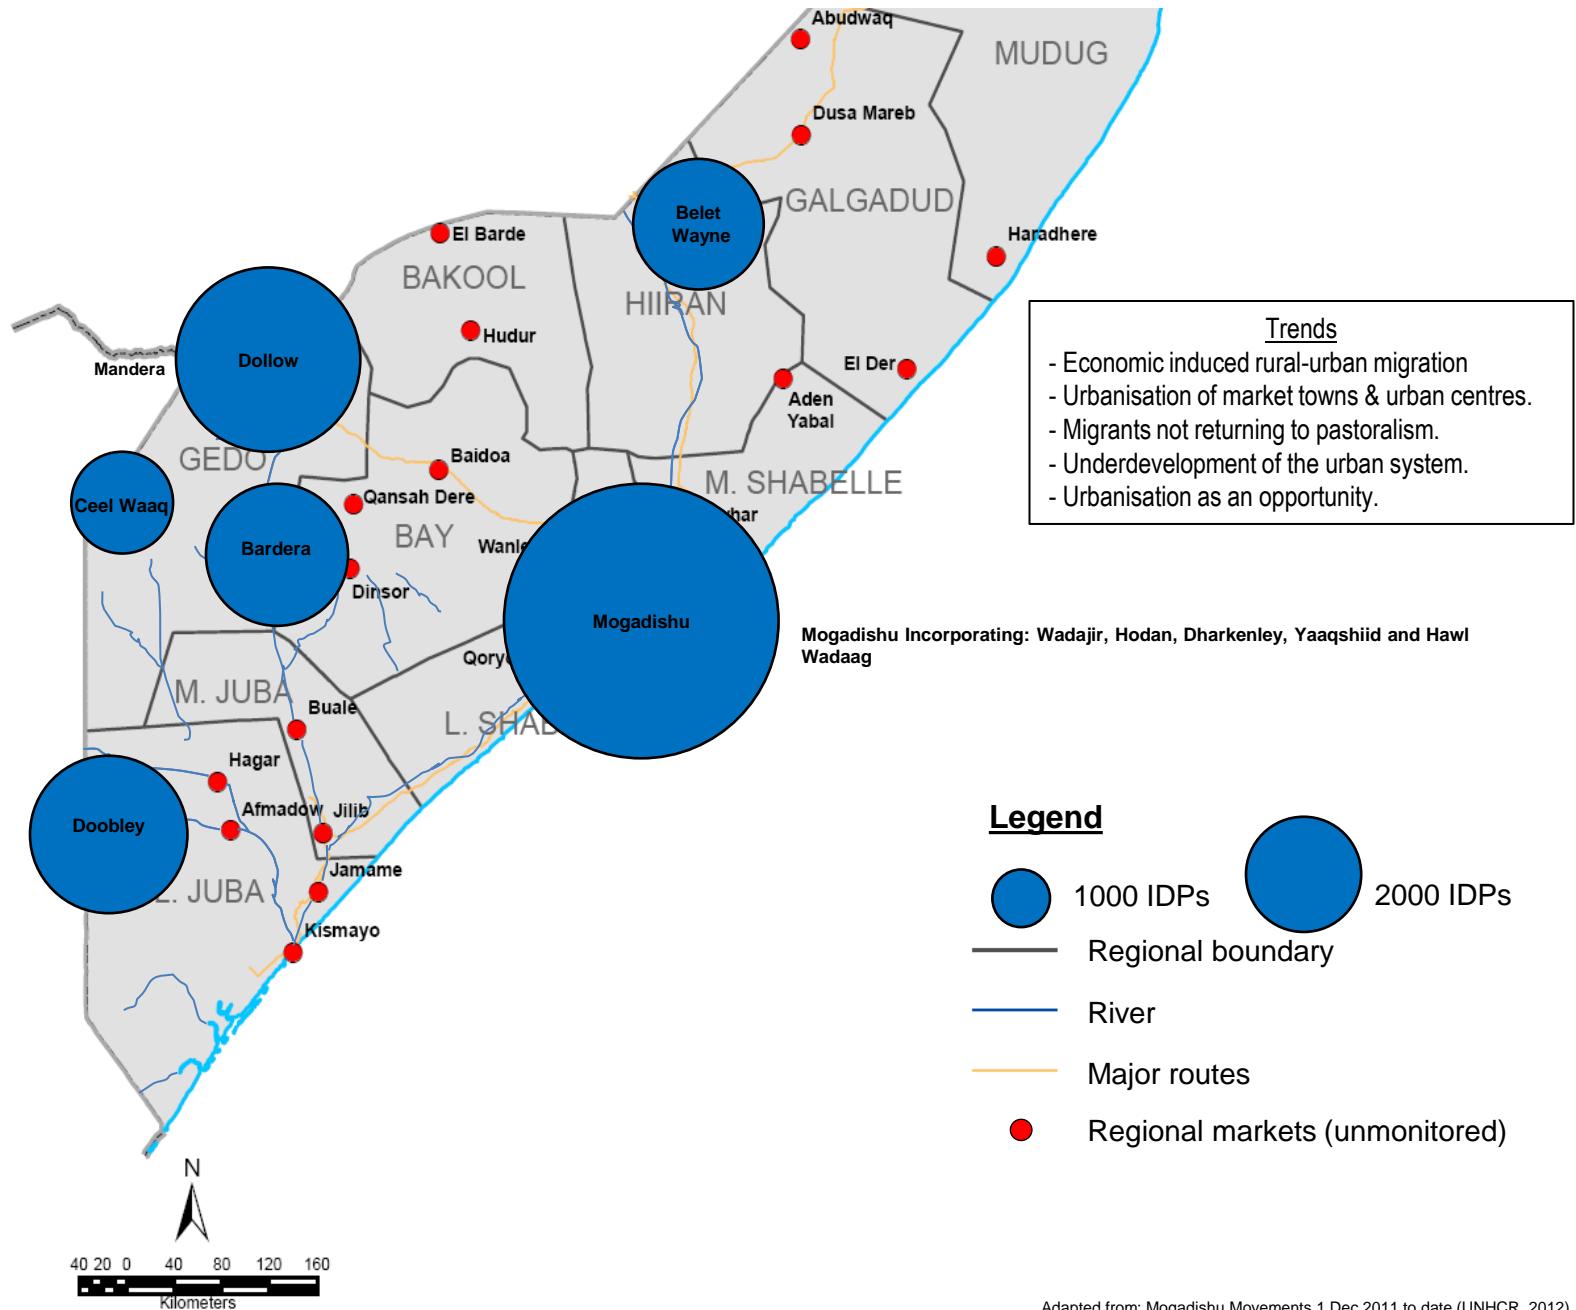 Abudwaq
MUDUG
Dusa Mareb
GALGADUD
Belet
Wayne
Haradhere
El Barde
BAKOOL
HIIRAN
Hudur
Dollow
Mandera
El Der
Aden
Yabal
Trends
- Economic induced rural-urban migration
- Urbanisation of market towns & urban centres.
- Migrants not returning to pastoralism.
- Underdevelopment of the urban system.
- Urbanisation as an opportunity.
GEDO
Baidoa
M. SHABELLE
Ceel Waaq
Qansah Dere
BAY
Bardera
Dinsor
Mogadishu
Mogadishu Incorporating: Wadajir, Hodan, Dharkenley, Yaaqshiid and Hawl
Wadaag
M. JUBA
Buale
Hagar
Afmadow
Jilib
Doobley
Jamame
L. JUBA
Kismayo
Legend
1000 IDPs
2000 IDPs
Regional boundary
River
Major routes
Regional markets (unmonitored)
N
40 20 0 40 80 120 160
Kilometers
Adapted from: Mogadishu Movements 1 Dec 2011 to date (UNHCR, 2012)